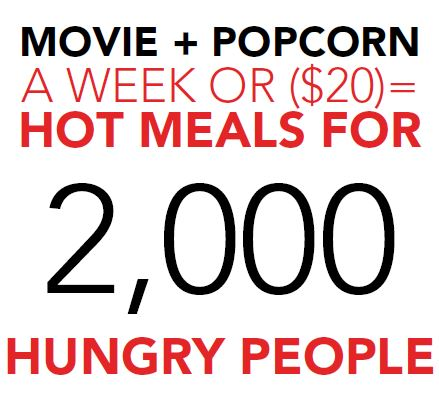 MOVIE + POPCORN
A WEEK OR ($20)=
HOT MEALS FOR
2,000
HUNGRY PEOPLE